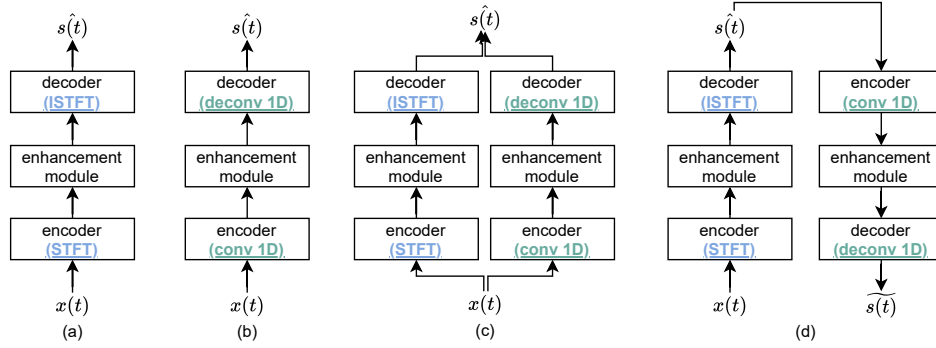 ŝ(t)
decoder
(ISTFT)
enhancement
module
encoder
(STFT)
x(t)
(a)
ŝ(t)
decoder
(deconv 1D)
enhancement
module
encoder
(conv 1D)
x(t)
(b)
ŝ(t)
decoder
(ISTFT)
enhancement
module
encoder
(STFT)
decoder
(deconv 1D)
enhancement
module
encoder
(conv 1D)
x(t)
(c)
ŝ(t)
decoder
(ISTFT)
enhancement
module
encoder
(STFT)
x(t)
encoder
(conv 1D)
enhancement
module
decoder
(deconv 1D)
s͠(t)
(d)